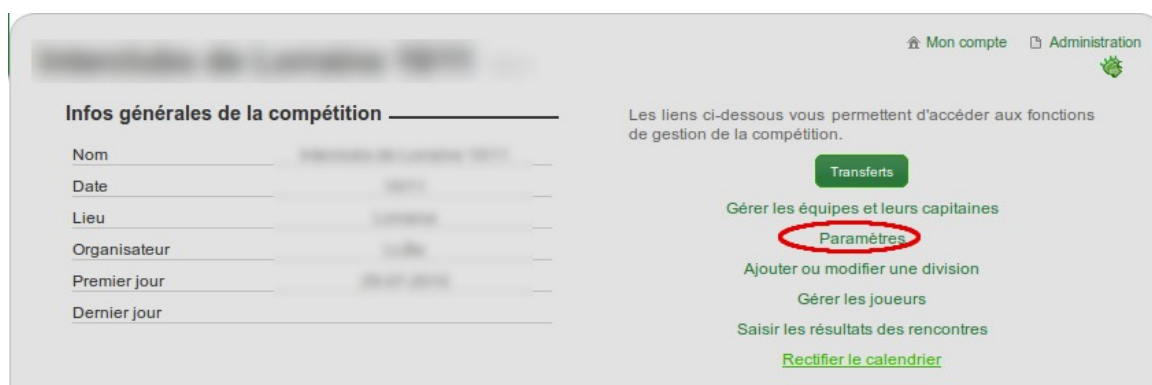 Mon compte
Administration
Infos générales de la compétition
Nom
Date
Lieu
Organisateur
Premier jour
Dernier jour
Les liens ci-dessous vous permettent d'accéder aux fonctions
de gestion de la compétition.
Transferts
Gérer les équipes et leurs capitaines
Paramètres
Ajouter ou modifier une division
Gérer les joueurs
Saisir les résultats des rencontres
Rectifier le calendrier